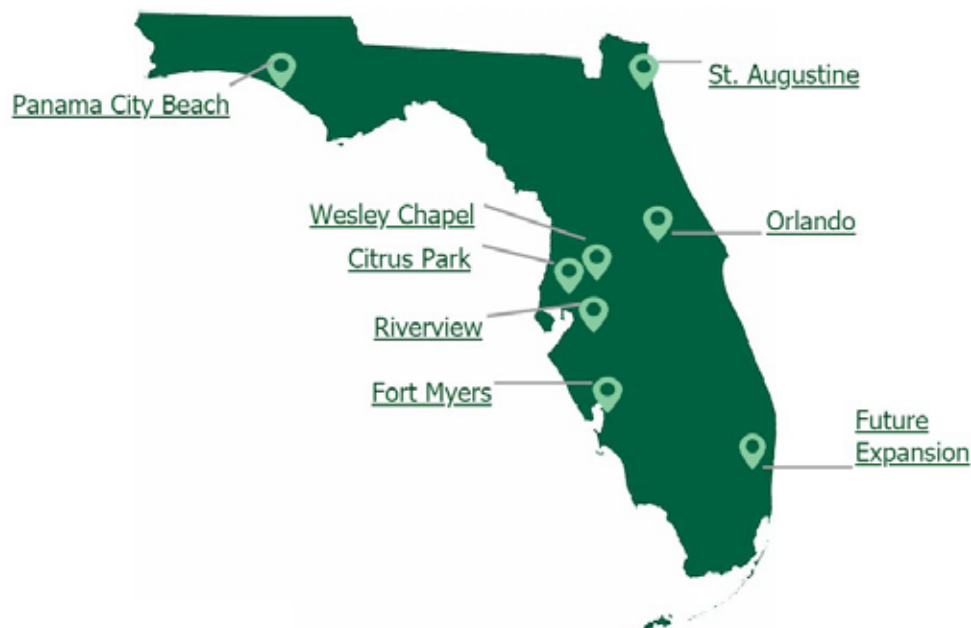 St. Augustine
Panama City Beach
Wesley Chapel
Orlando
Citrus Park
Riverview
Fort Myers
Future
Expansion